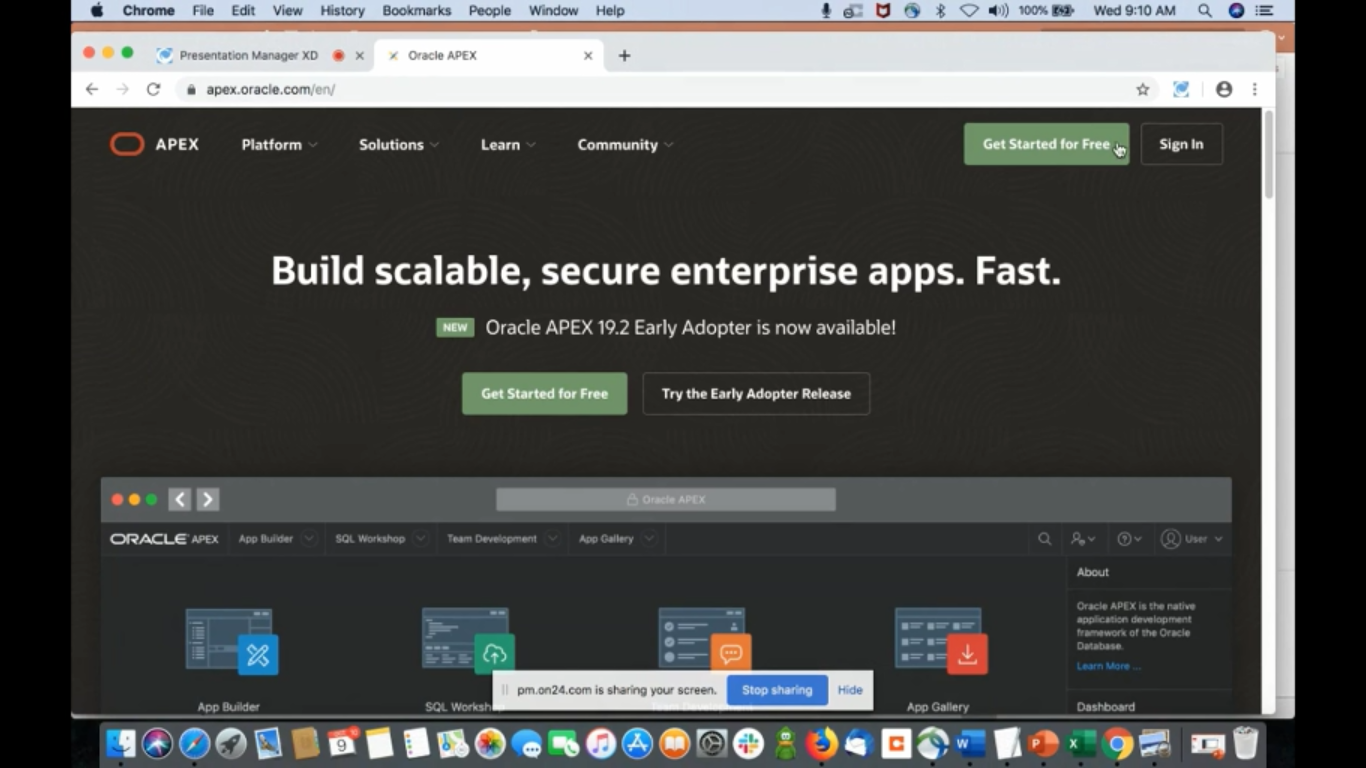 Chrome File Edit View History Bookmarks People Window Help 100% Wed 9:10 AM
Presentation Manager XD Oracle APEX
apex.oracle.com/en/
APEX Platform Solutions Learn Community Get Started for Free Sign In
Build scalable, secure enterprise apps. Fast.
NEW Oracle APEX 19.2 Early Adopter is now available!
Get Started for Free Try the Early Adopter Release
Oracle APEX
ORACLE APEX App Builder SQL Workshop Team Development App Gallery User
About
Oracle APEX is the native
application development
framework of the Oracle
Database.
Learn More ...
pm.on24.com is sharing your screen. Stop sharing Hide
App Builder SQL Workshop Team Development App Gallery Dashboard
9